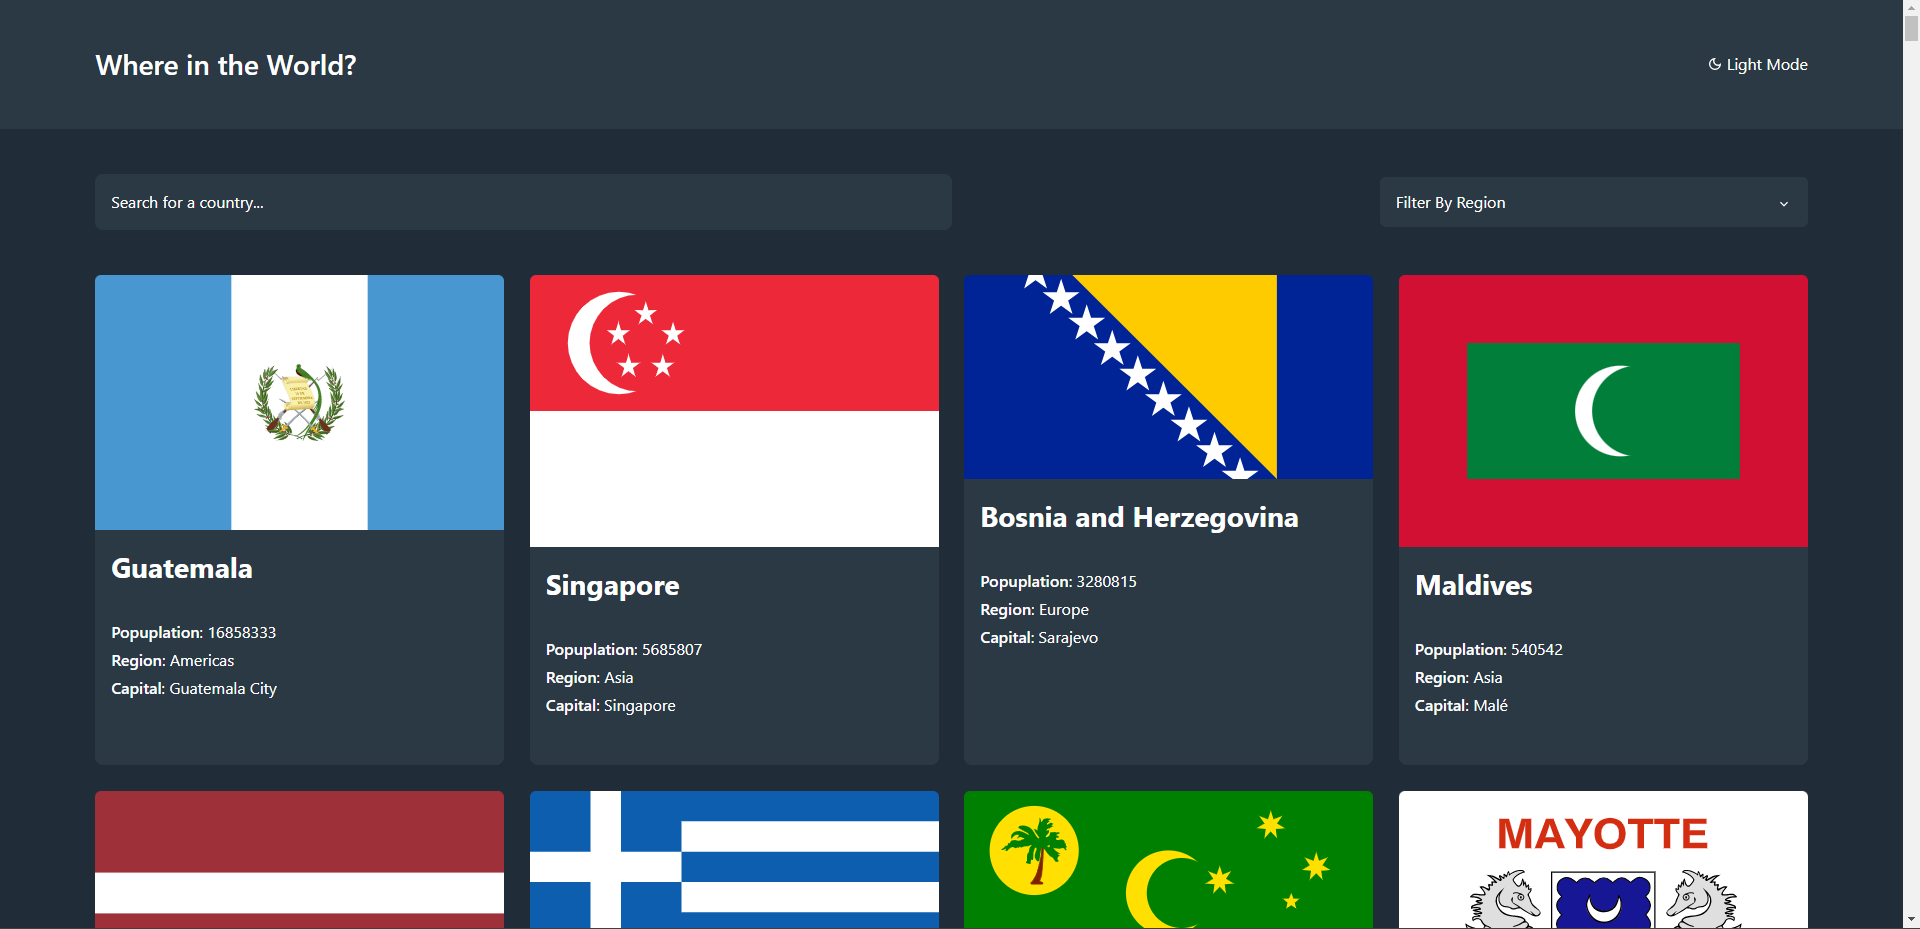 Where in the World?
Light Mode
Search for a country...
Filter By Region
Guatemala
Popuplation: 16858333
Region: Americas
Capital: Guatemala City
Singapore
Popuplation: 5685807
Region: Asia
Capital: Singapore
Bosnia and Herzegovina
Popuplation: 3280815
Region: Europe
Capital: Sarajevo
Maldives
Popuplation: 540542
Region: Asia
Capital: Malé
MAYOTTE